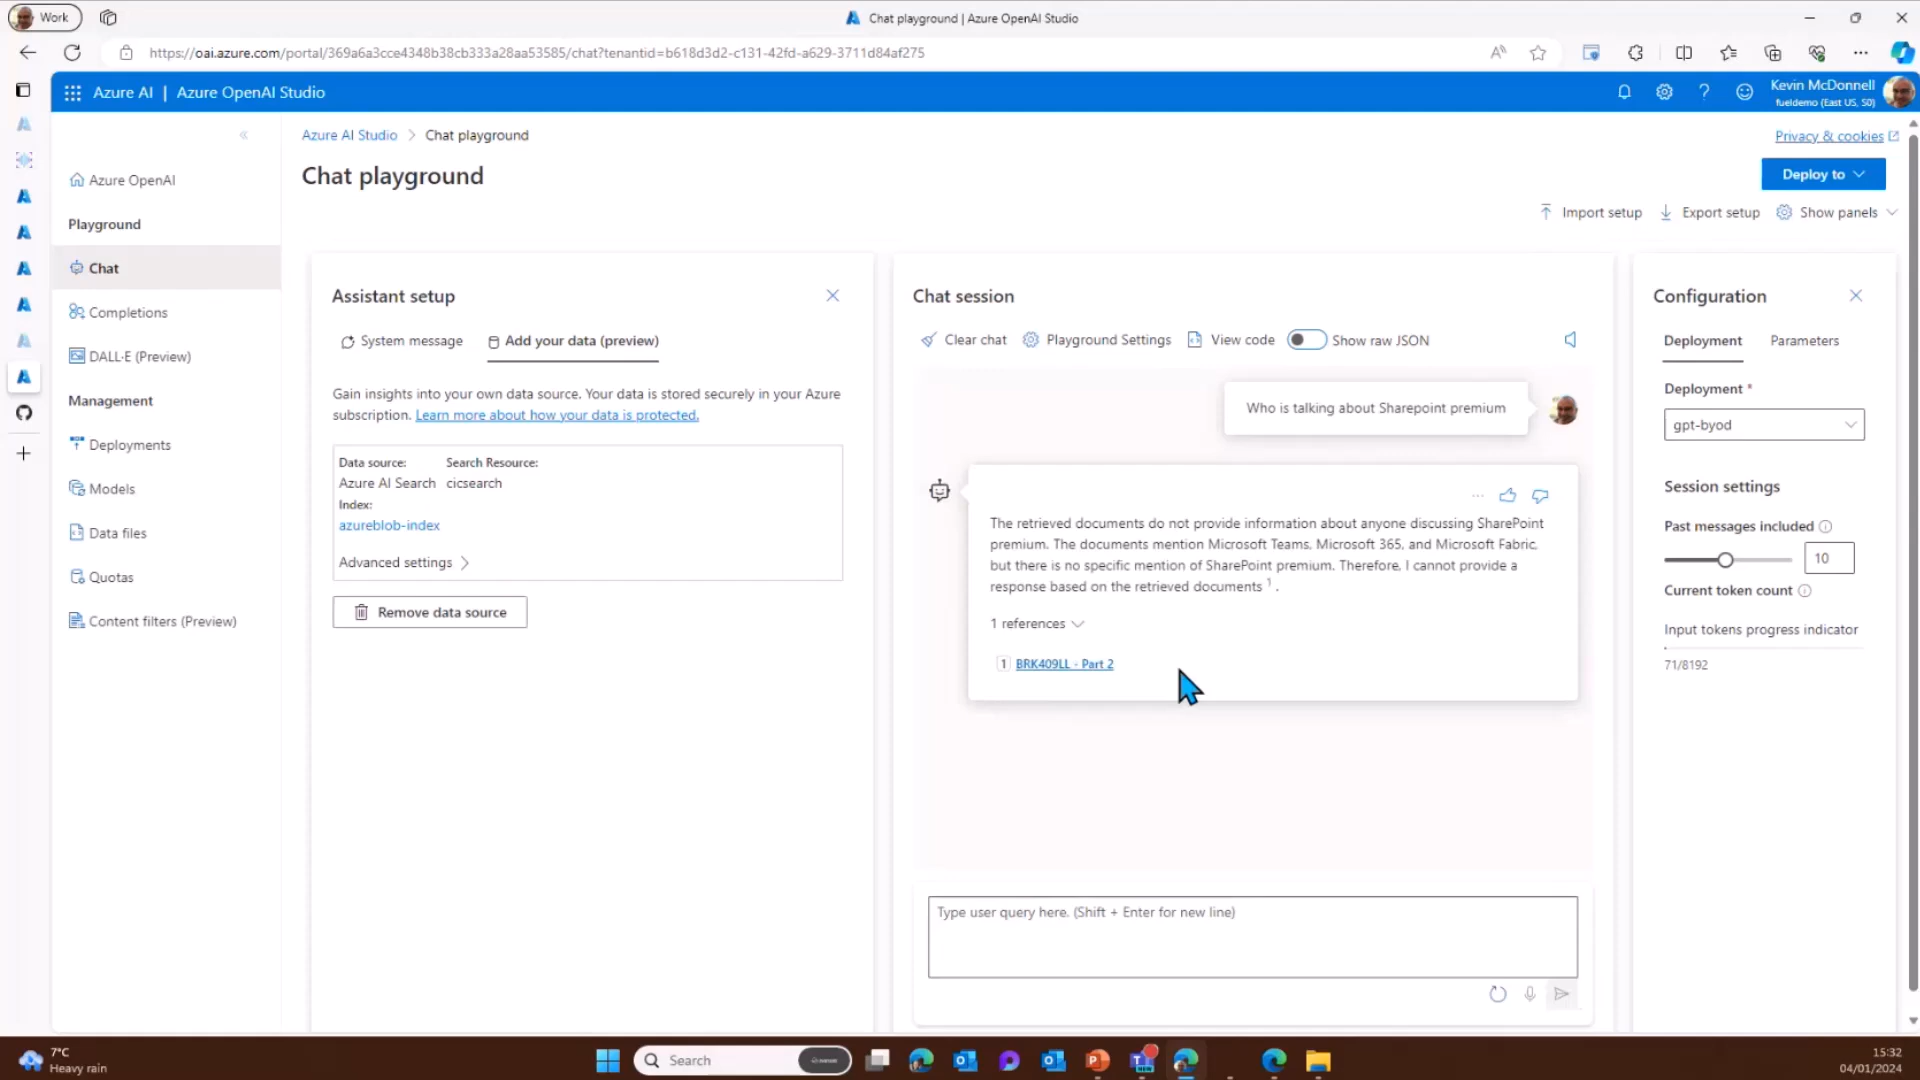 Work
Chat playground | Azure OpenAI Studio
https://oai.azure.com/portal/369a6a3cce4348b38cb333a28aa53585/chat?tenantid=b618d3d2-c131-42fd-a629-3711d84af275
Azure AI | Azure OpenAI Studio
Kevin McDonnell
fueldemo (East US, S0)
Azure AI Studio > Chat playground
Privacy & cookies
Chat playground
Deploy to
Import setup
Export setup
Show panels
Azure OpenAI
Playground
Chat
Completions
DALL·E (Preview)
Management
Deployments
Models
Data files
Quotas
Content filters (Preview)
Assistant setup
System message
Add your data (preview)
Gain insights into your own data source. Your data is stored securely in your Azure
subscription. Learn more about how your data is protected.
Data source: Search Resource:
Azure AI Search cicsearch
Index:
azureblob-index
Advanced settings
Remove data source
Chat session
Clear chat
Playground Settings
View code
Show raw JSON
Who is talking about Sharepoint premium
The retrieved documents do not provide information about anyone discussing SharePoint
premium. The documents mention Microsoft Teams, Microsoft 365, and Microsoft Fabric,
but there is no specific mention of SharePoint premium. Therefore, I cannot provide a
response based on the retrieved documents 1 .
1 references
1 BRK409LL - Part 2
Type user query here. (Shift + Enter for new line)
Configuration
Deployment
Parameters
Deployment *
gpt-byod
Session settings
Past messages included
10
Current token count
Input tokens progress indicator
71/8192
7°C
Heavy rain
Search
15:32
04/01/2024